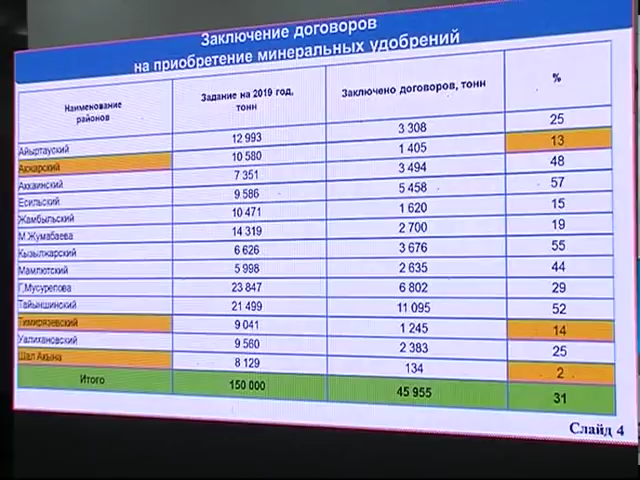 Заключение договоров
на приобретение минеральных удобрений
Наименование районов | Задание на 2019 год, тонн | Заключено договоров, тонн | %
Айыртауский 12 993 3 308 25
Акжарский 10 580 1 405 13
Аккаинский 7 351 3 494 48
Есильский 9 586 5 458 57
Жамбыльский 10 471 1 620 15
М.Жумабаева 14 319 2 700 19
Кызылжарский 6 626 3 676 55
Мамлютский 5 998 2 635 44
Г.Мусрепова 23 847 6 802 29
Тайыншинский 21 499 11 095 52
Тимирязевский 9 041 1 245 14
Уалихановский 9 560 2 383 25
Шал Акына 8 129 134 2
Итого 150 000 45 955 31
Слайд 4